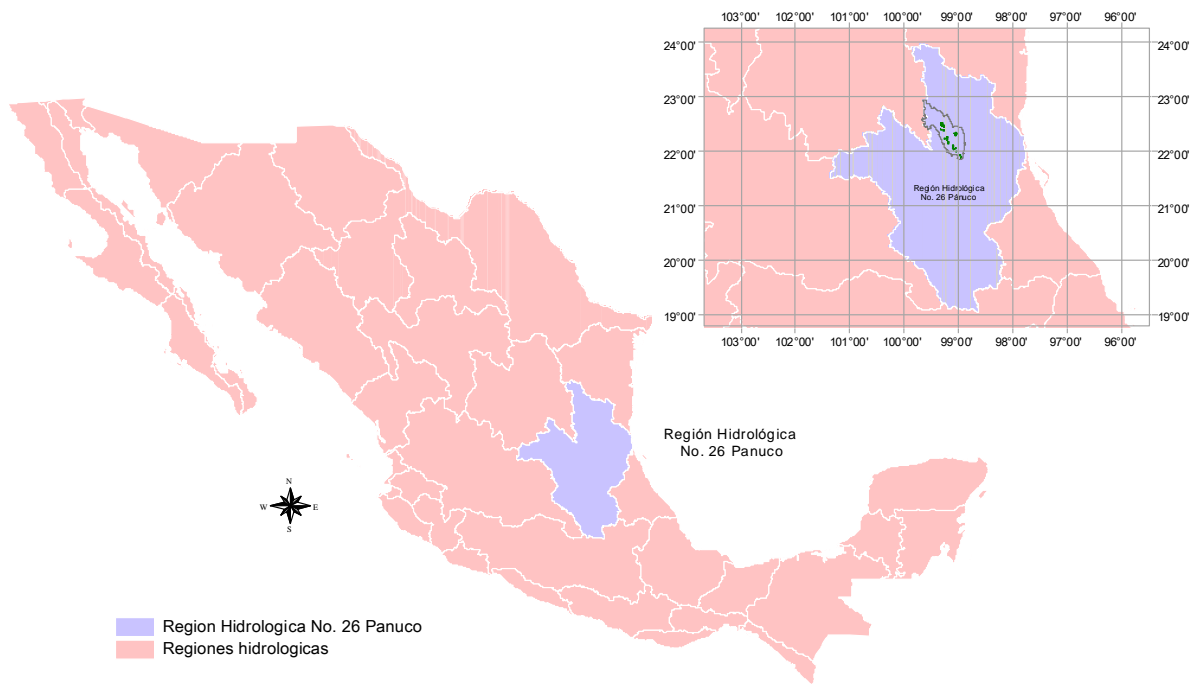 103°00' 102°00' 101°00' 100°00' 99°00' 98°00' 97°00' 96°00'
24°00' 24°00'
23°00' 23°00'
22°00' 22°00'
Región Hidrológica
No. 26 Pánuco
21°00' 21°00'
20°00' 20°00'
19°00' 19°00'
103°00' 102°00' 101°00' 100°00' 99°00' 98°00' 97°00' 96°00'
Región Hidrológica
No. 26 Panuco
N
W E
S
Region Hidrologica No. 26 Panuco
Regiones hidrologicas